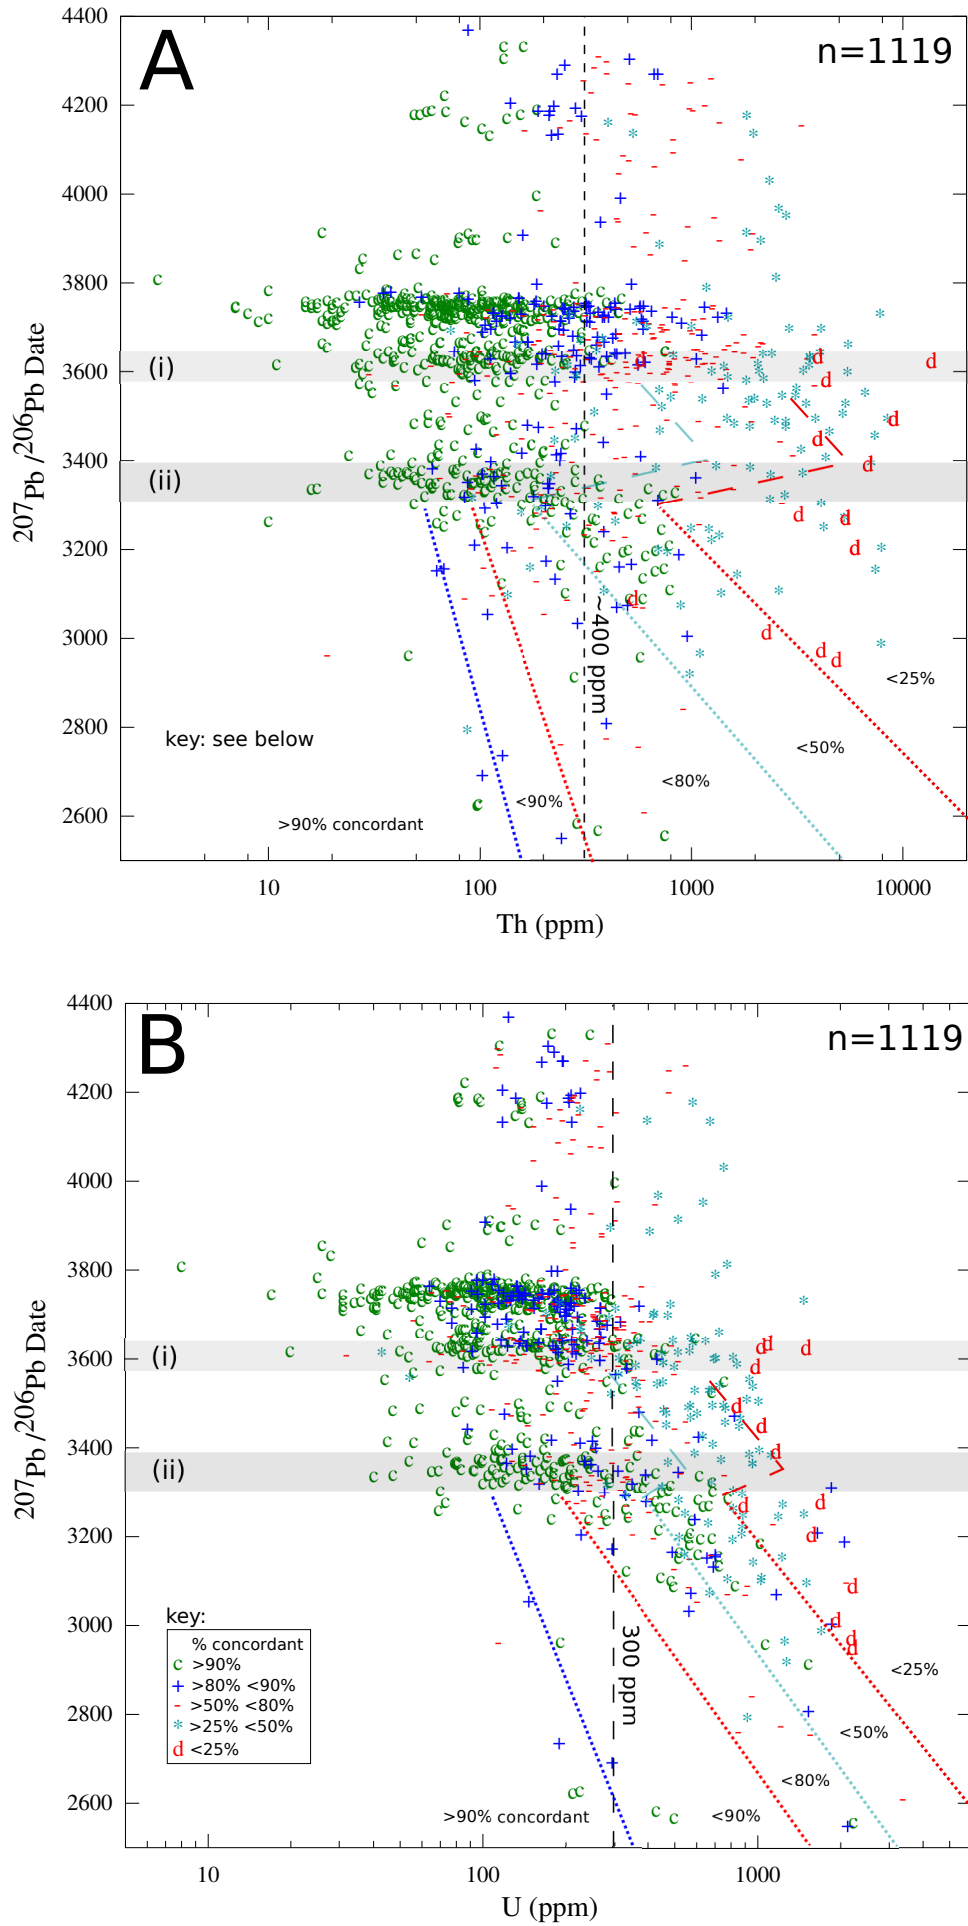 4400
4200
4000
3800
3600
3400
3200
3000
2800
2600
207Pb /206Pb Date
A
n=1119
(i)
(ii)
~400 ppm
key: see below
>90% concordant
<90%
<80%
<50%
<25%
10
100
1000
10000
Th (ppm)
4400
4200
4000
3800
3600
3400
3200
3000
2800
2600
207Pb /206Pb Date
B
n=1119
(i)
(ii)
300 ppm
key:
% concordant
c >90%
+ >80% <90%
- >50% <80%
* >25% <50%
d <25%
>90% concordant
<90%
<80%
<50%
<25%
10
100
1000
U (ppm)